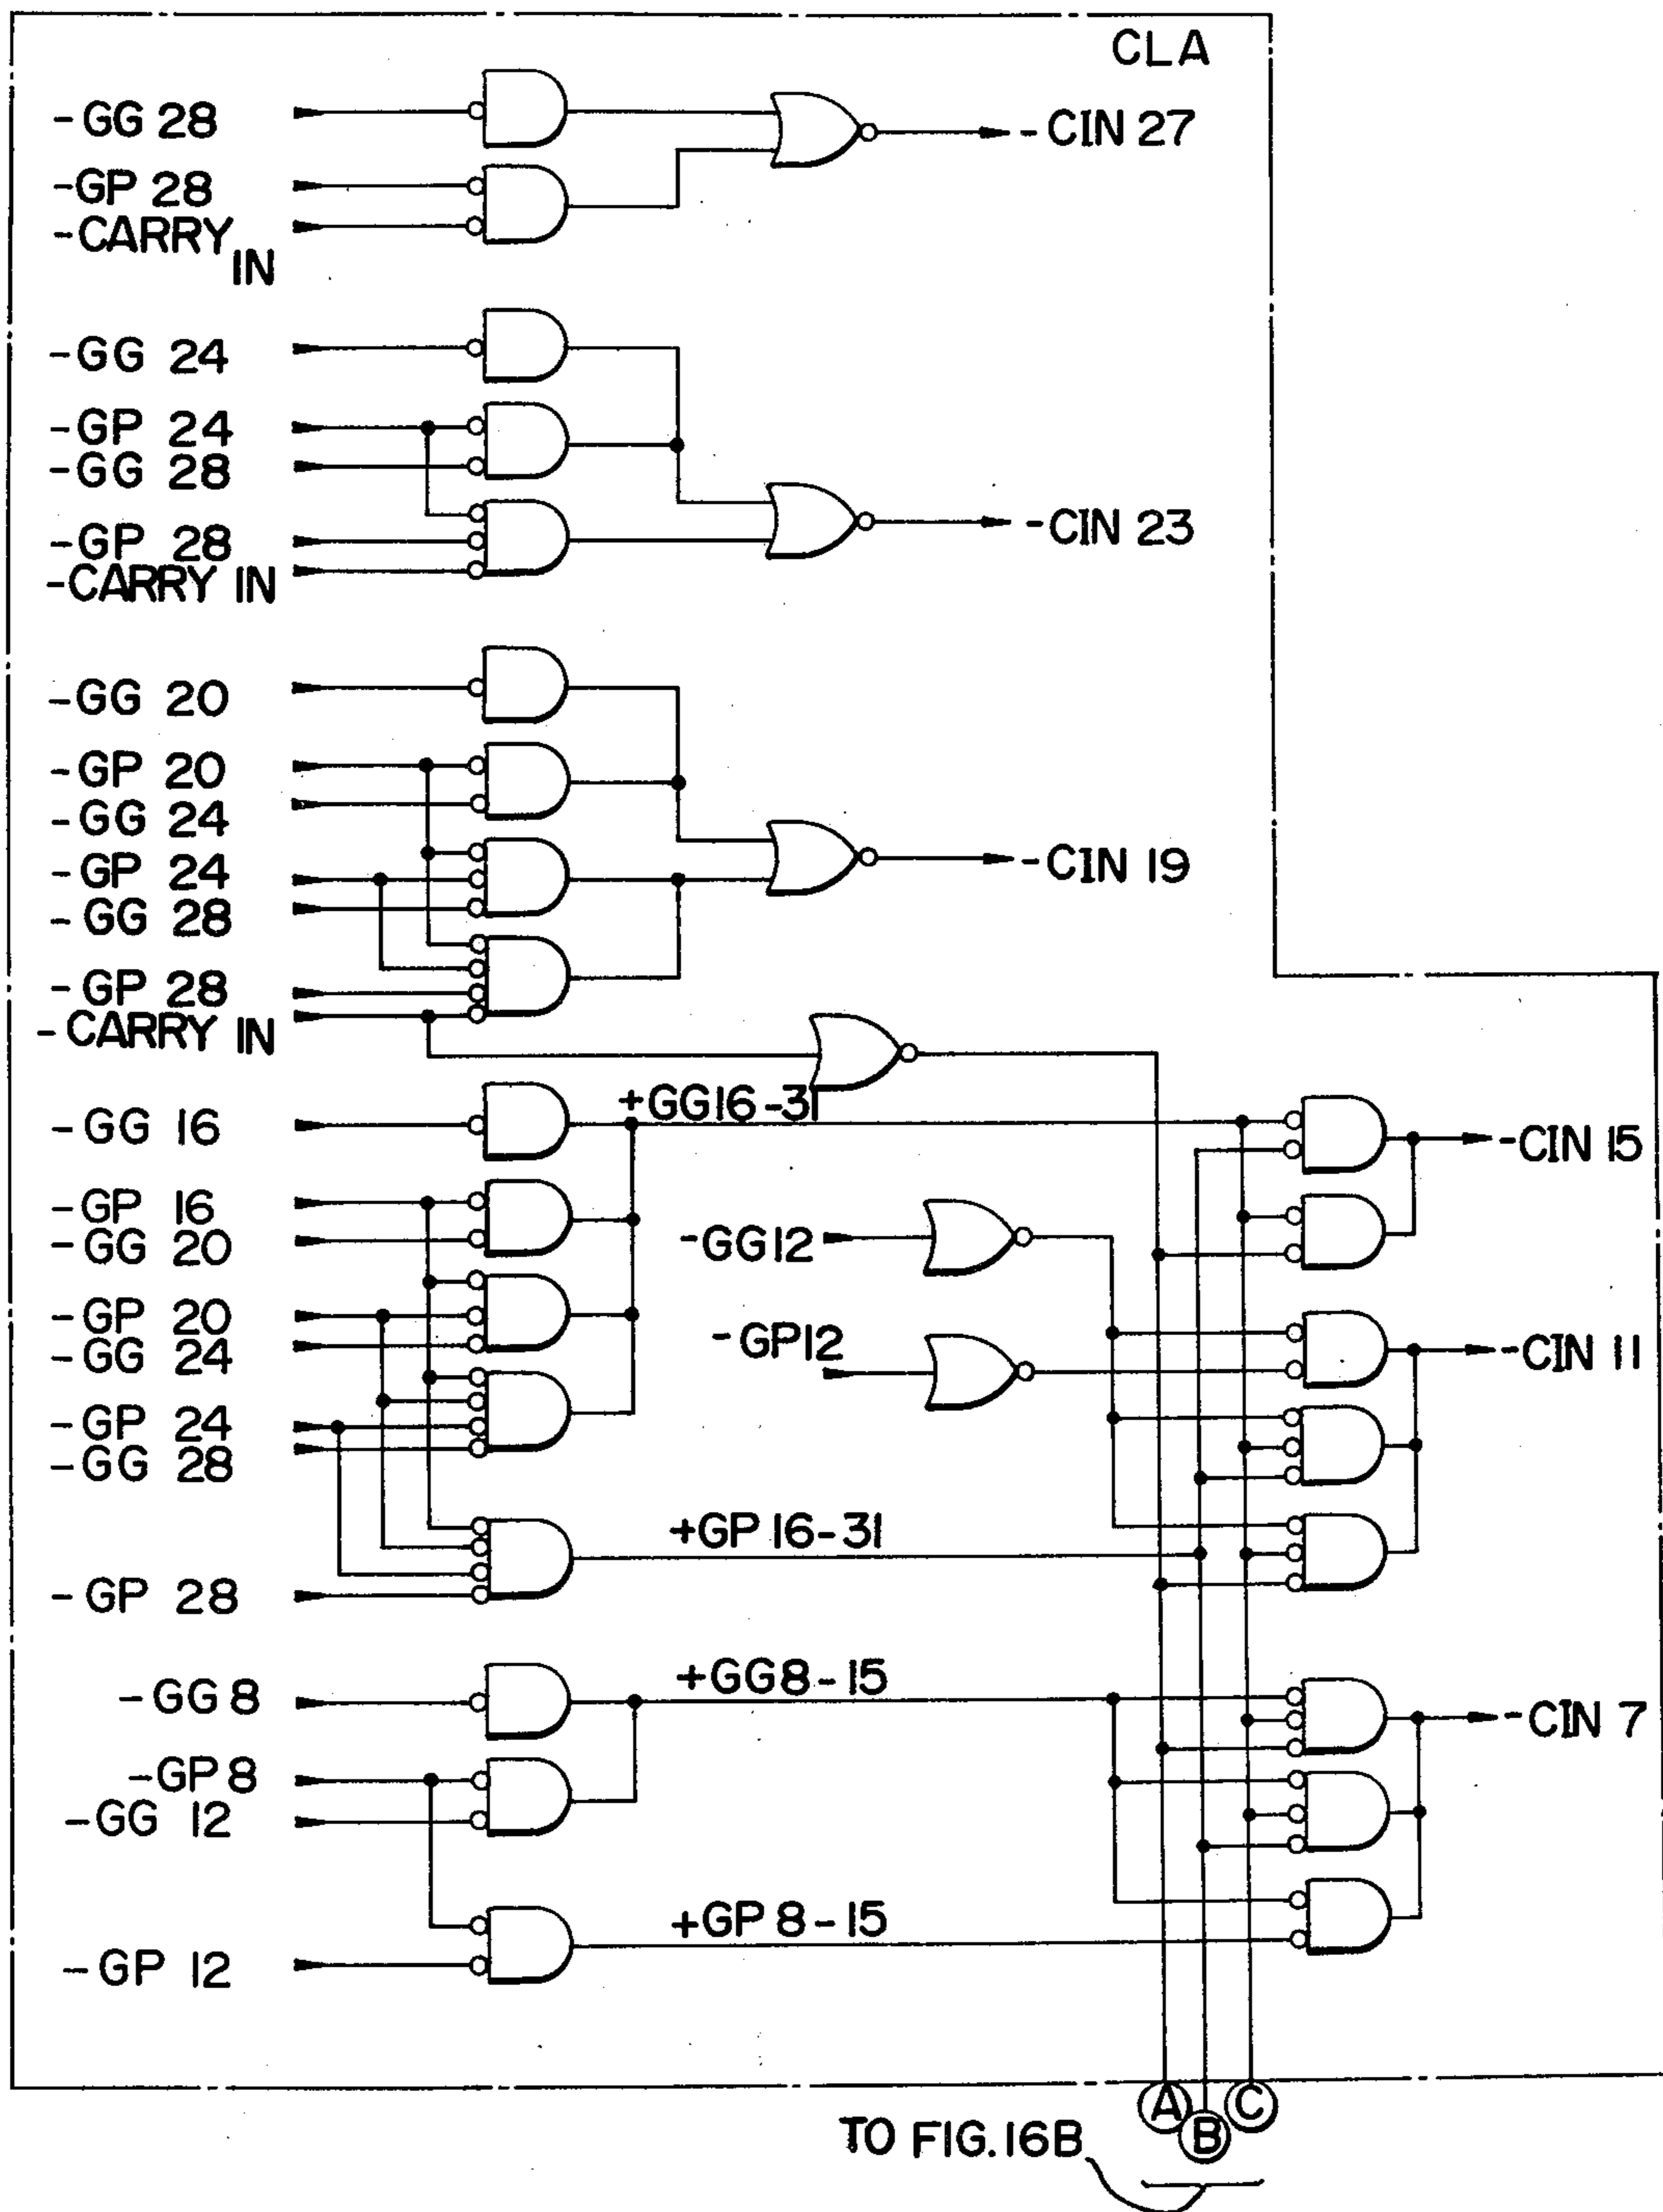 CLA
-GG 28
-GP 28
-CARRY IN
-CIN 27
-GG 24
-GP 24
-GG 28
-GP 28
-CARRY IN
-CIN 23
-GG 20
-GP 20
-GG 24
-GP 24
-GG 28
-GP 28
-CARRY IN
-CIN 19
-GG 16
+GG16-31
-CIN 15
-GP 16
-GG 20
-GG12
-GP 20
-GG 24
-GP12
-CIN 11
-GP 24
-GG 28
+GP 16-31
-GP 28
-GG 8
+GG8-15
-CIN 7
-GP 8
-GG 12
+GP 8-15
-GP 12
A
B
C
TO FIG. 16B